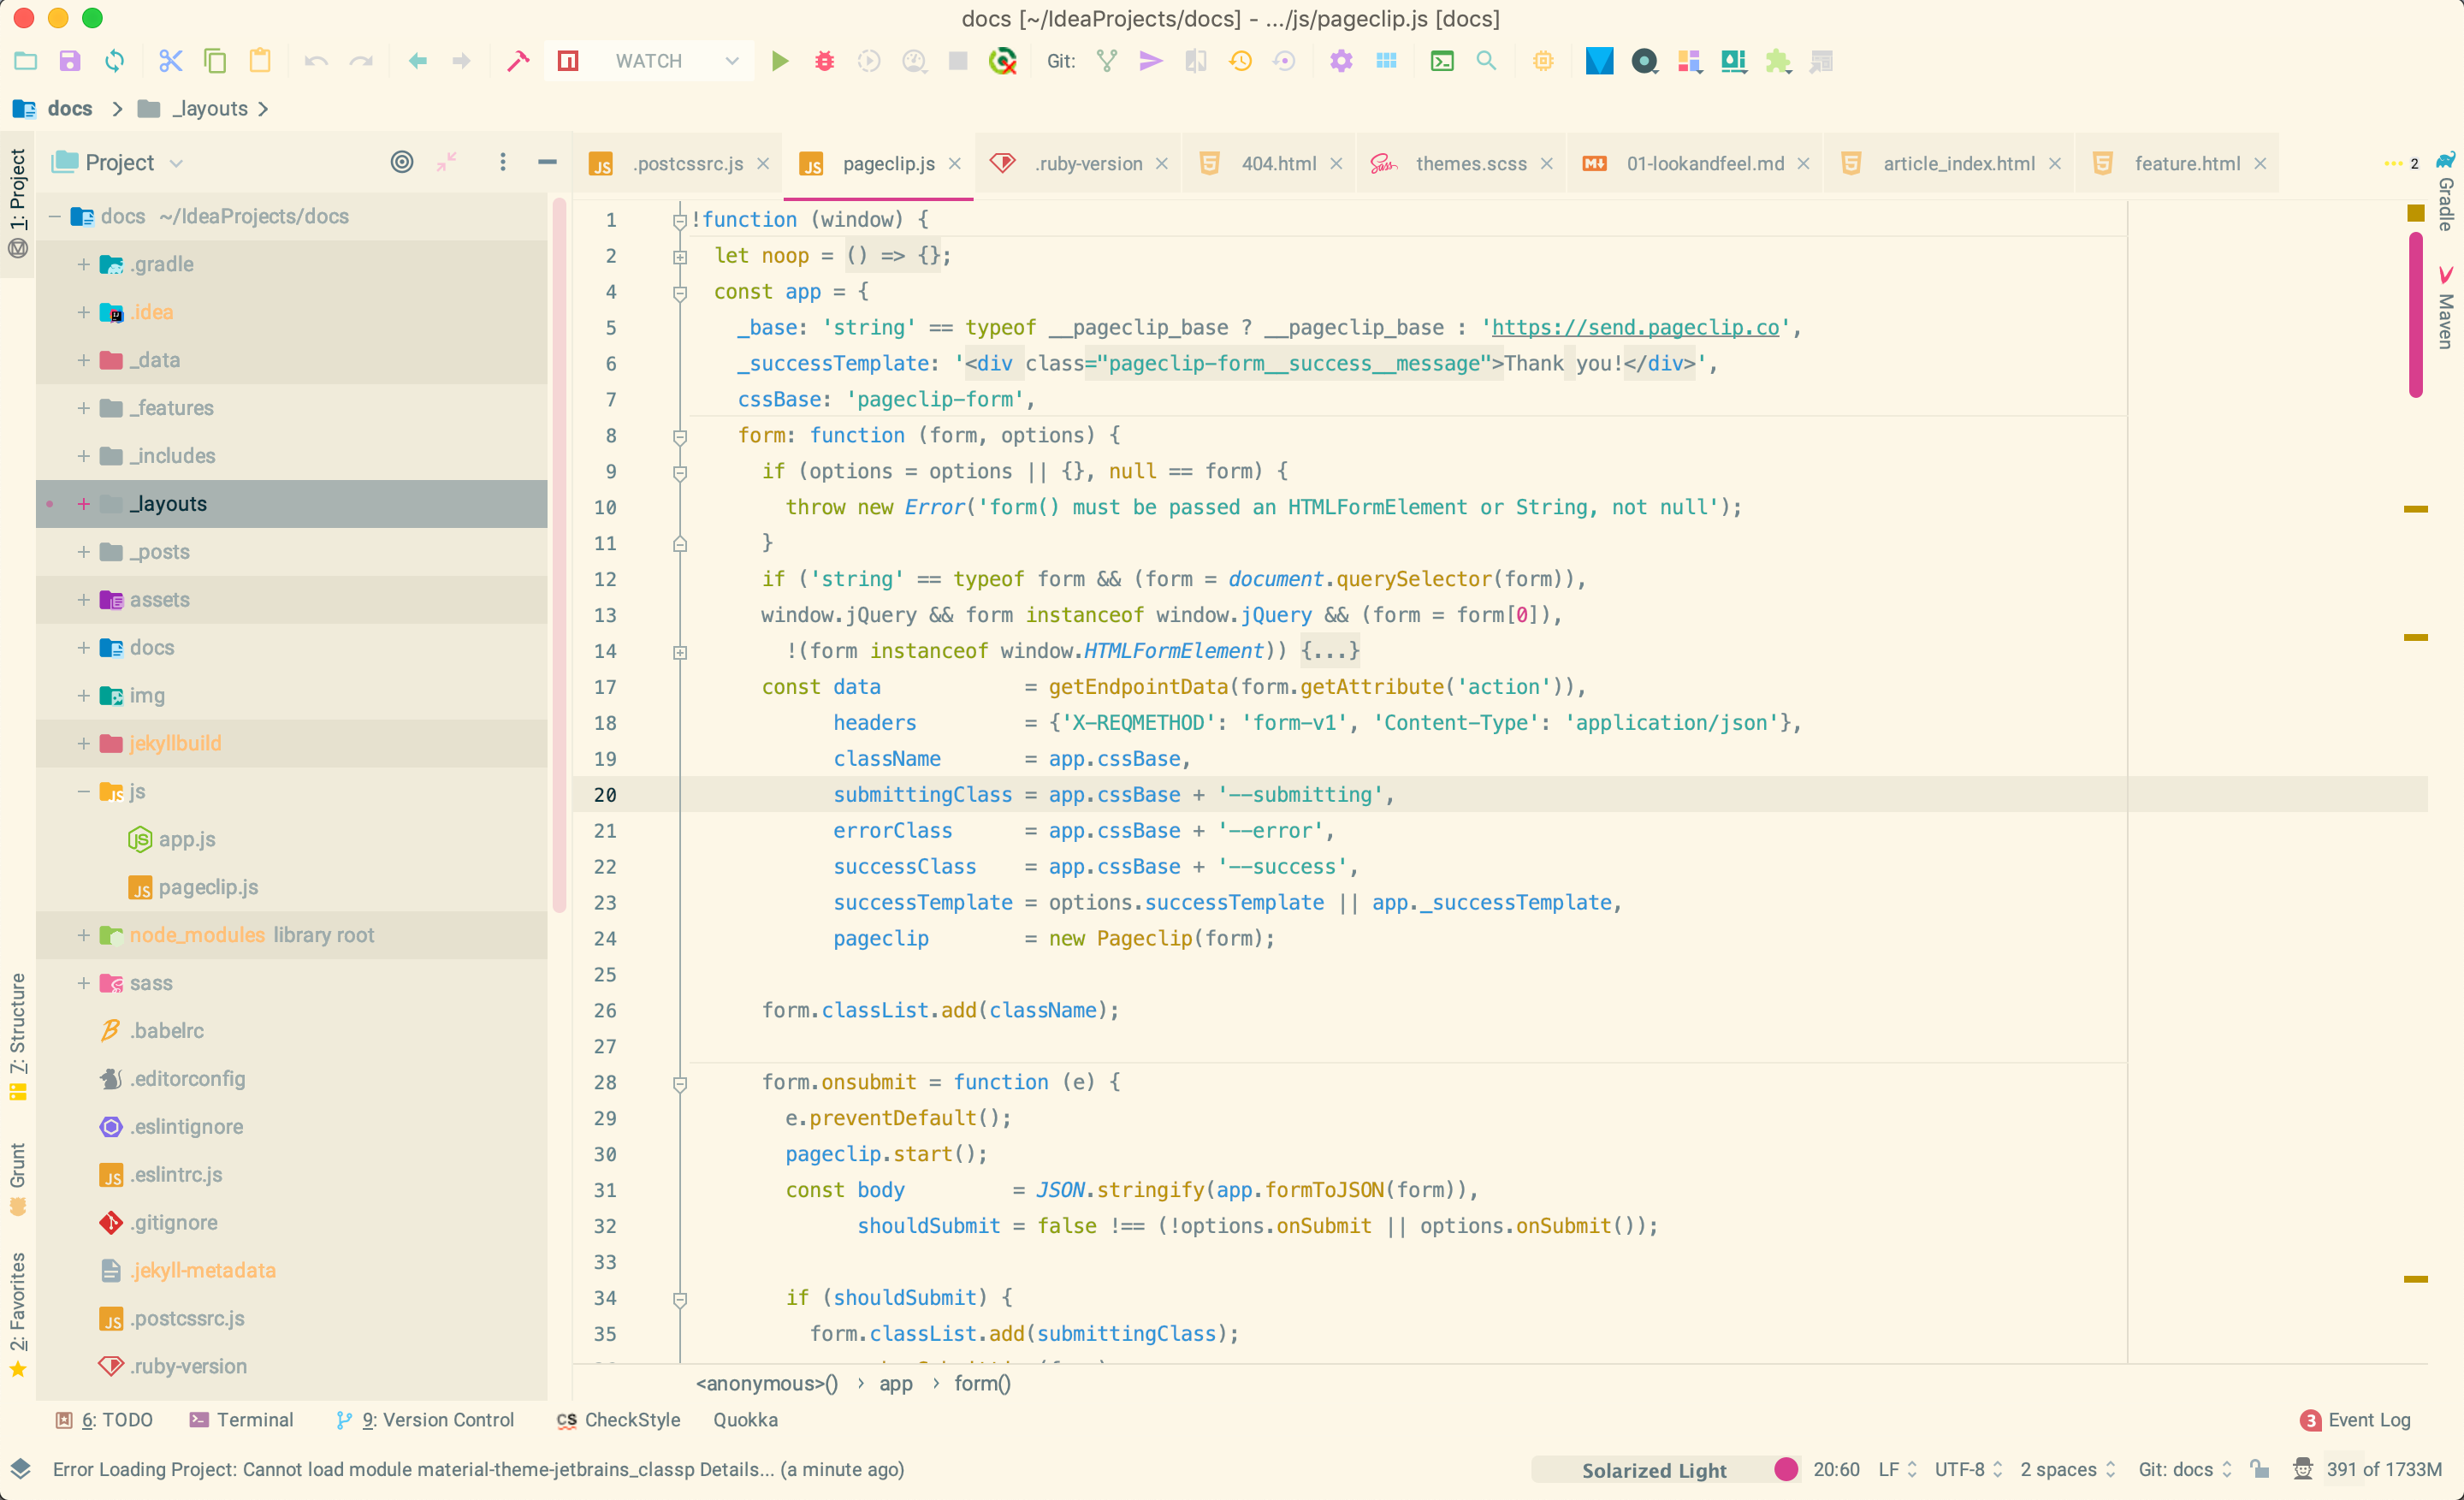 docs [~/IdeaProjects/docs] - .../js/pageclip.js [docs]
WATCH
Git:
docs > _layouts >
1: Project
7: Structure
Grunt
2: Favorites
Project
docs ~/IdeaProjects/docs
.gradle
.idea
_data
_features
_includes
_layouts
_posts
assets
docs
img
jekyllbuild
js
app.js
pageclip.js
node_modules library root
sass
.babelrc
.editorconfig
.eslintignore
.eslintrc.js
.gitignore
.jekyll-metadata
.postcssrc.js
.ruby-version
.postcssrc.js pageclip.js .ruby-version 404.html themes.scss 01-lookandfeel.md article_index.html feature.html 2
1 !function (window) {
2 let noop = () => {};
4 const app = {
5 _base: 'string' == typeof __pageclip_base ? __pageclip_base : 'https://send.pageclip.co',
6 _successTemplate: '<div class="pageclip-form__success__message">Thank you!</div>',
7 cssBase: 'pageclip-form',
8 form: function (form, options) {
9 if (options = options || {}, null == form) {
10 throw new Error('form() must be passed an HTMLFormElement or String, not null');
11 }
12 if ('string' == typeof form && (form = document.querySelector(form)),
13 window.jQuery && form instanceof window.jQuery && (form = form[0]),
14 !(form instanceof window.HTMLFormElement)) {...}
17 const data = getEndpointData(form.getAttribute('action')),
18 headers = {'X-REQMETHOD': 'form-v1', 'Content-Type': 'application/json'},
19 className = app.cssBase,
20 submittingClass = app.cssBase + '--submitting',
21 errorClass = app.cssBase + '--error',
22 successClass = app.cssBase + '--success',
23 successTemplate = options.successTemplate || app._successTemplate,
24 pageclip = new Pageclip(form);
25
26 form.classList.add(className);
27
28 form.onsubmit = function (e) {
29 e.preventDefault();
30 pageclip.start();
31 const body = JSON.stringify(app.formToJSON(form)),
32 shouldSubmit = false !== (!options.onSubmit || options.onSubmit());
33
34 if (shouldSubmit) {
35 form.classList.add(submittingClass);
<anonymous>() > app > form()
Gradle
Maven
6: TODO Terminal 9: Version Control CheckStyle Quokka 3 Event Log
Error Loading Project: Cannot load module material-theme-jetbrains_classp Details... (a minute ago) Solarized Light 20:60 LF UTF-8 2 spaces Git: docs 391 of 1733M